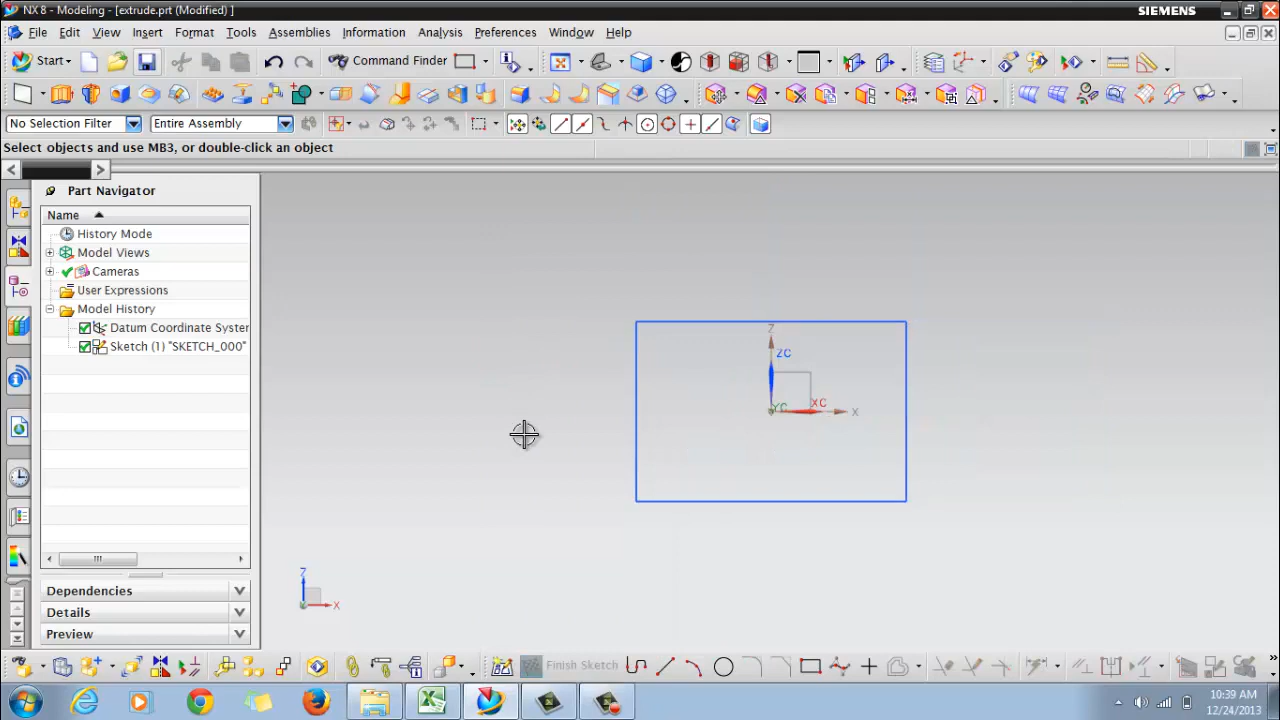 NX 8 - Modeling - [extrude.prt (Modified) ]
SIEMENS
File Edit View Insert Format Tools Assemblies Information Analysis Preferences Window Help
Start Command Finder
No Selection Filter Entire Assembly
Select objects and use MB3, or double-click an object
Part Navigator
Name
History Mode
Model Views
Cameras
User Expressions
Model History
Datum Coordinate Syster
Sketch (1) "SKETCH_000"
Z
ZC
YC XC X
Z
X
Dependencies
Details
Preview
Finish Sketch
10:39 AM
12/24/2013